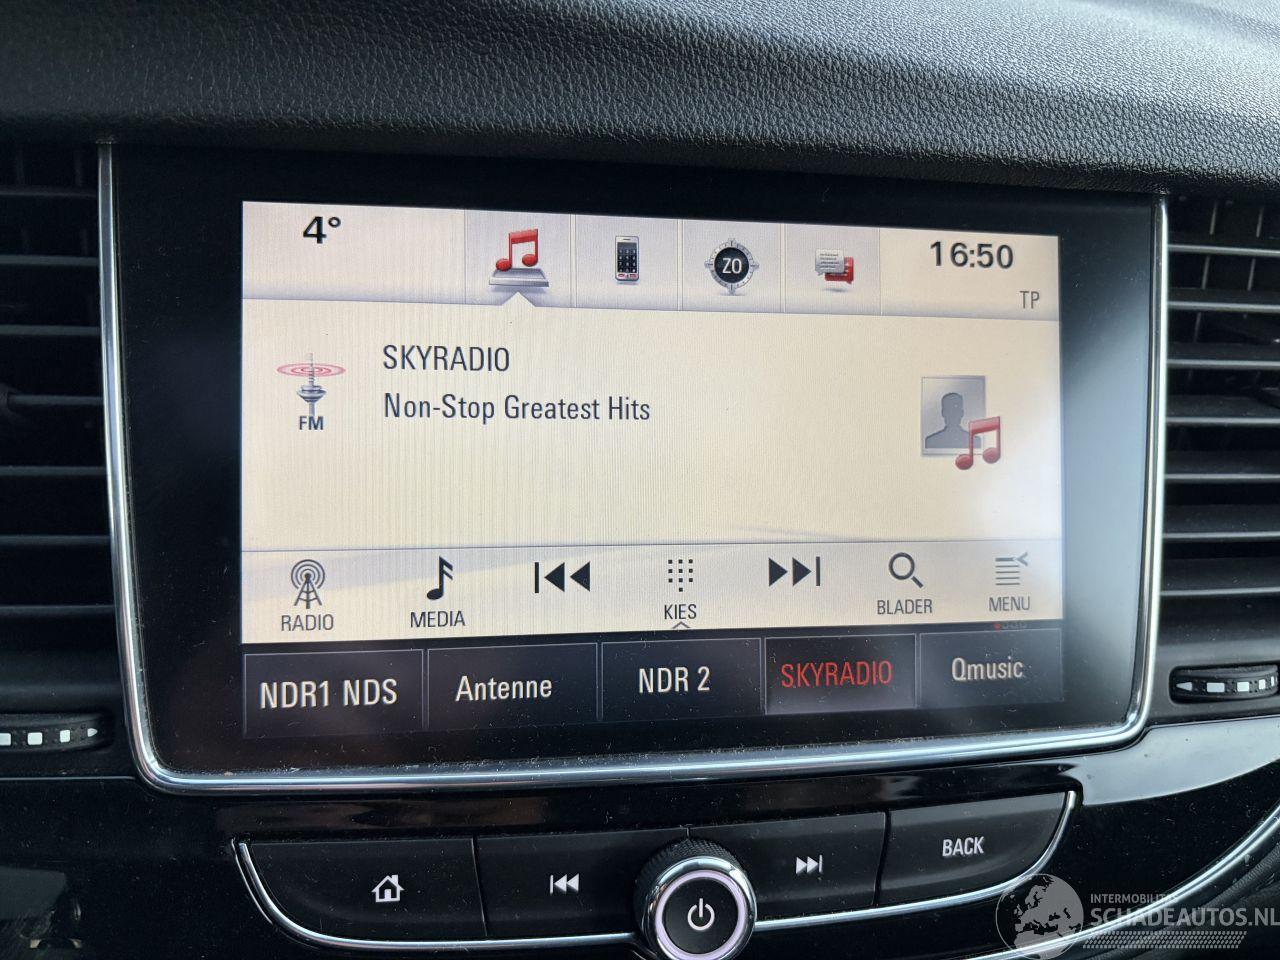 4°
ZO
16:50
TP
SKYRADIO
Non-Stop Greatest Hits
FM
RADIO
MEDIA
KIES
BLADER
MENU
NDR1 NDS
Antenne
NDR 2
SKYRADIO
Qmusic
BACK
INTERMOBILITAS
SCHADEAUTOS.NL